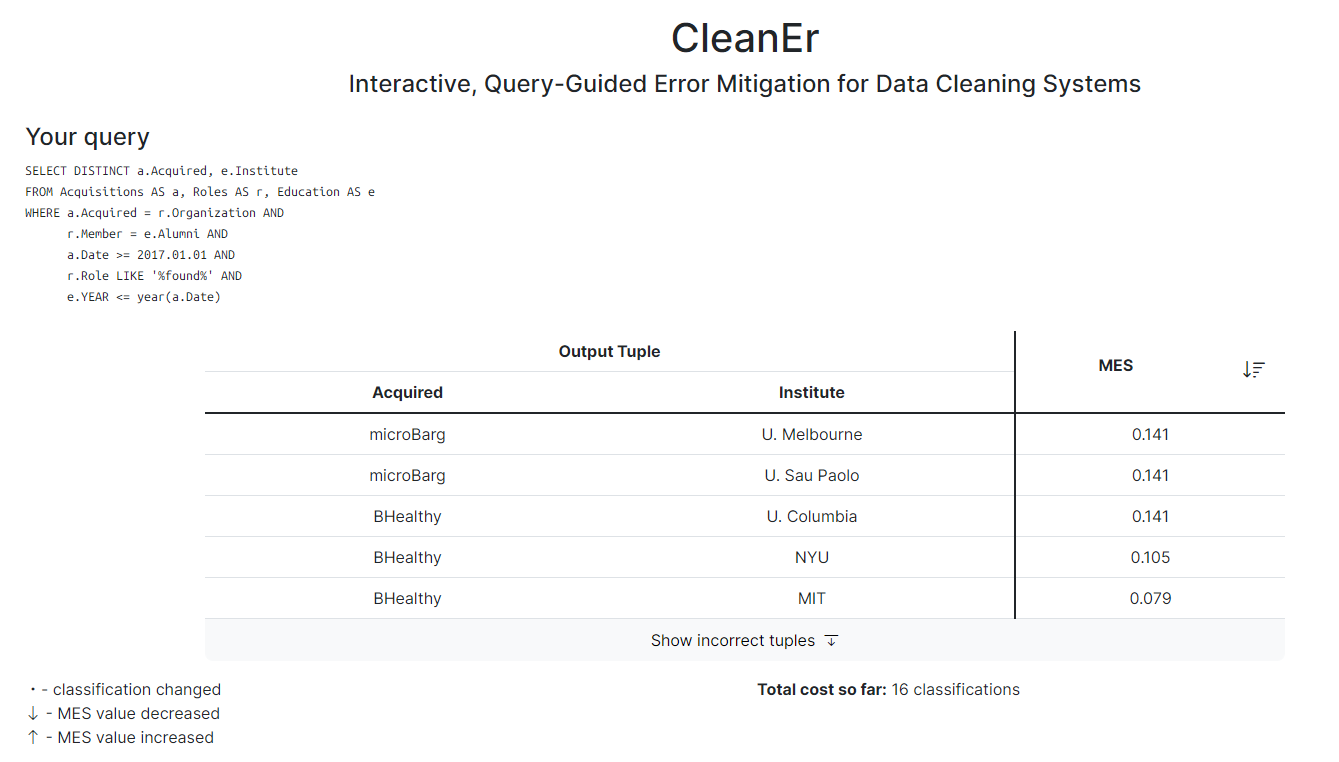 CleanEr
Interactive, Query-Guided Error Mitigation for Data Cleaning Systems
Your query
SELECT DISTINCT a.Acquired, e.Institute
FROM Acquisitions AS a, Roles AS r, Education AS e
WHERE a.Acquired = r.Organization AND
r.Member = e.Alumni AND
a.Date >= 2017.01.01 AND
r.Role LIKE '%found%' AND
e.YEAR <= year(a.Date)
Output Tuple MES
Acquired Institute
microBarg U. Melbourne 0.141
microBarg U. Sau Paolo 0.141
BHealthy U. Columbia 0.141
BHealthy NYU 0.105
BHealthy MIT 0.079
Show incorrect tuples
· - classification changed
Total cost so far: 16 classifications
↓ - MES value decreased
↑ - MES value increased